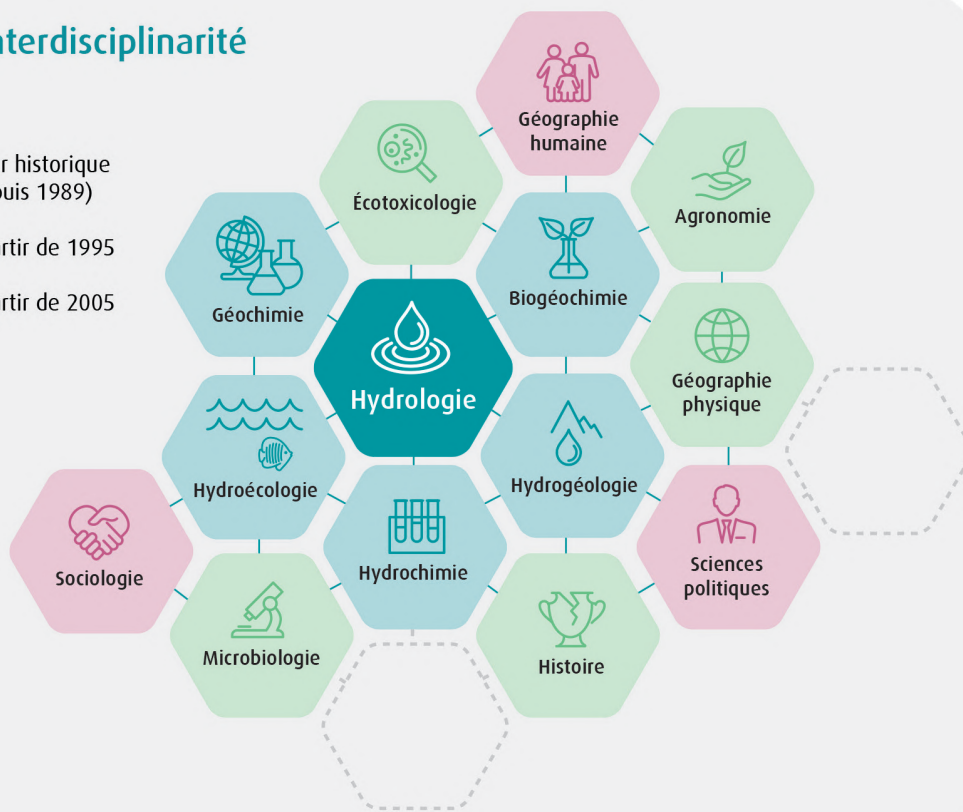 nterdisciplinarité
r historique
uis 1989)
rtir de 1995
rtir de 2005
Géographie
humaine
Écotoxicologie
Agronomie
Géochimie
Biogéochimie
Hydrologie
Géographie
physique
Hydroécologie
Hydrogéologie
Sociologie
Hydrochimie
Sciences
politiques
Microbiologie
Histoire